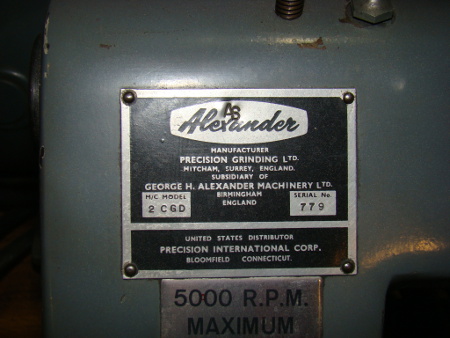 AS
Alexander
MANUFACTURER
PRECISION GRINDING LTD.
MITCHAM, SURREY, ENGLAND.
SUBSIDIARY OF
GEORGE H. ALEXANDER MACHINERY LTD.
M/C MODEL BIRMINGHAM SERIAL No.
2 CGD ENGLAND 779
UNITED STATES DISTRIBUTOR
PRECISION INTERNATIONAL CORP.
BLOOMFIELD CONNECTICUT.
5000 R.P.M.
MAXIMUM